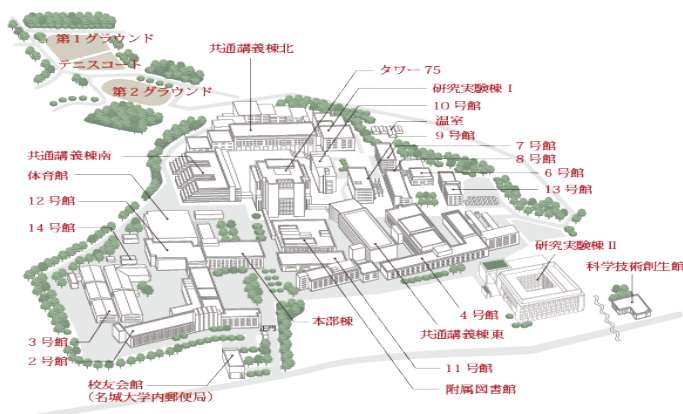 第1グラウンド
テニスコート
第2グラウンド
共通講義棟北
タワー75
研究実験棟Ⅰ
10号館
温室
9号館
7号館
8号館
6号館
13号館
共通講義棟南
体育館
12号館
14号館
研究実験棟Ⅱ
科学技術創生館
4号館
共通講義棟東
本部棟
正門
3号館
2号館
11号館
附属図書館
校友会館
(名城大学内郵便局)